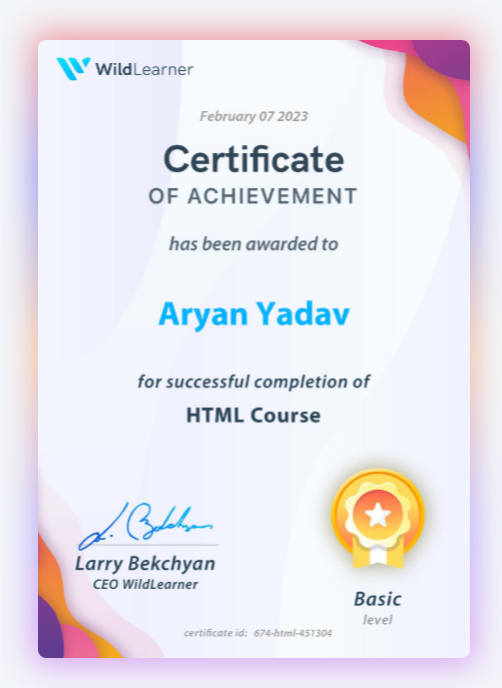 WildLearner
February 07 2023
Certificate
OF ACHIEVEMENT
has been awarded to
Aryan Yadav
for successful completion of
HTML Course
L. Bekchyan
Larry Bekchyan
CEO WildLearner
Basic
level
certificate id: 674-html-451304